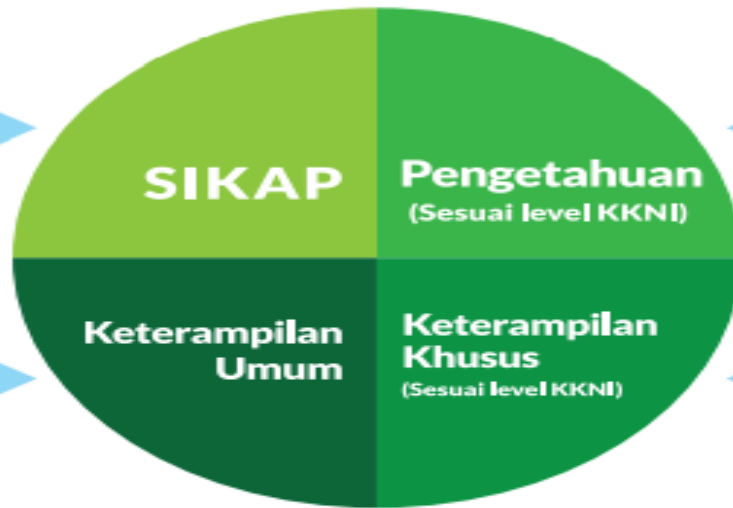 SIKAP
Pengetahuan
(Sesuai level KKNI)
Keterampilan
Umum
Keterampilan
Khusus
(Sesuai level KKNI)